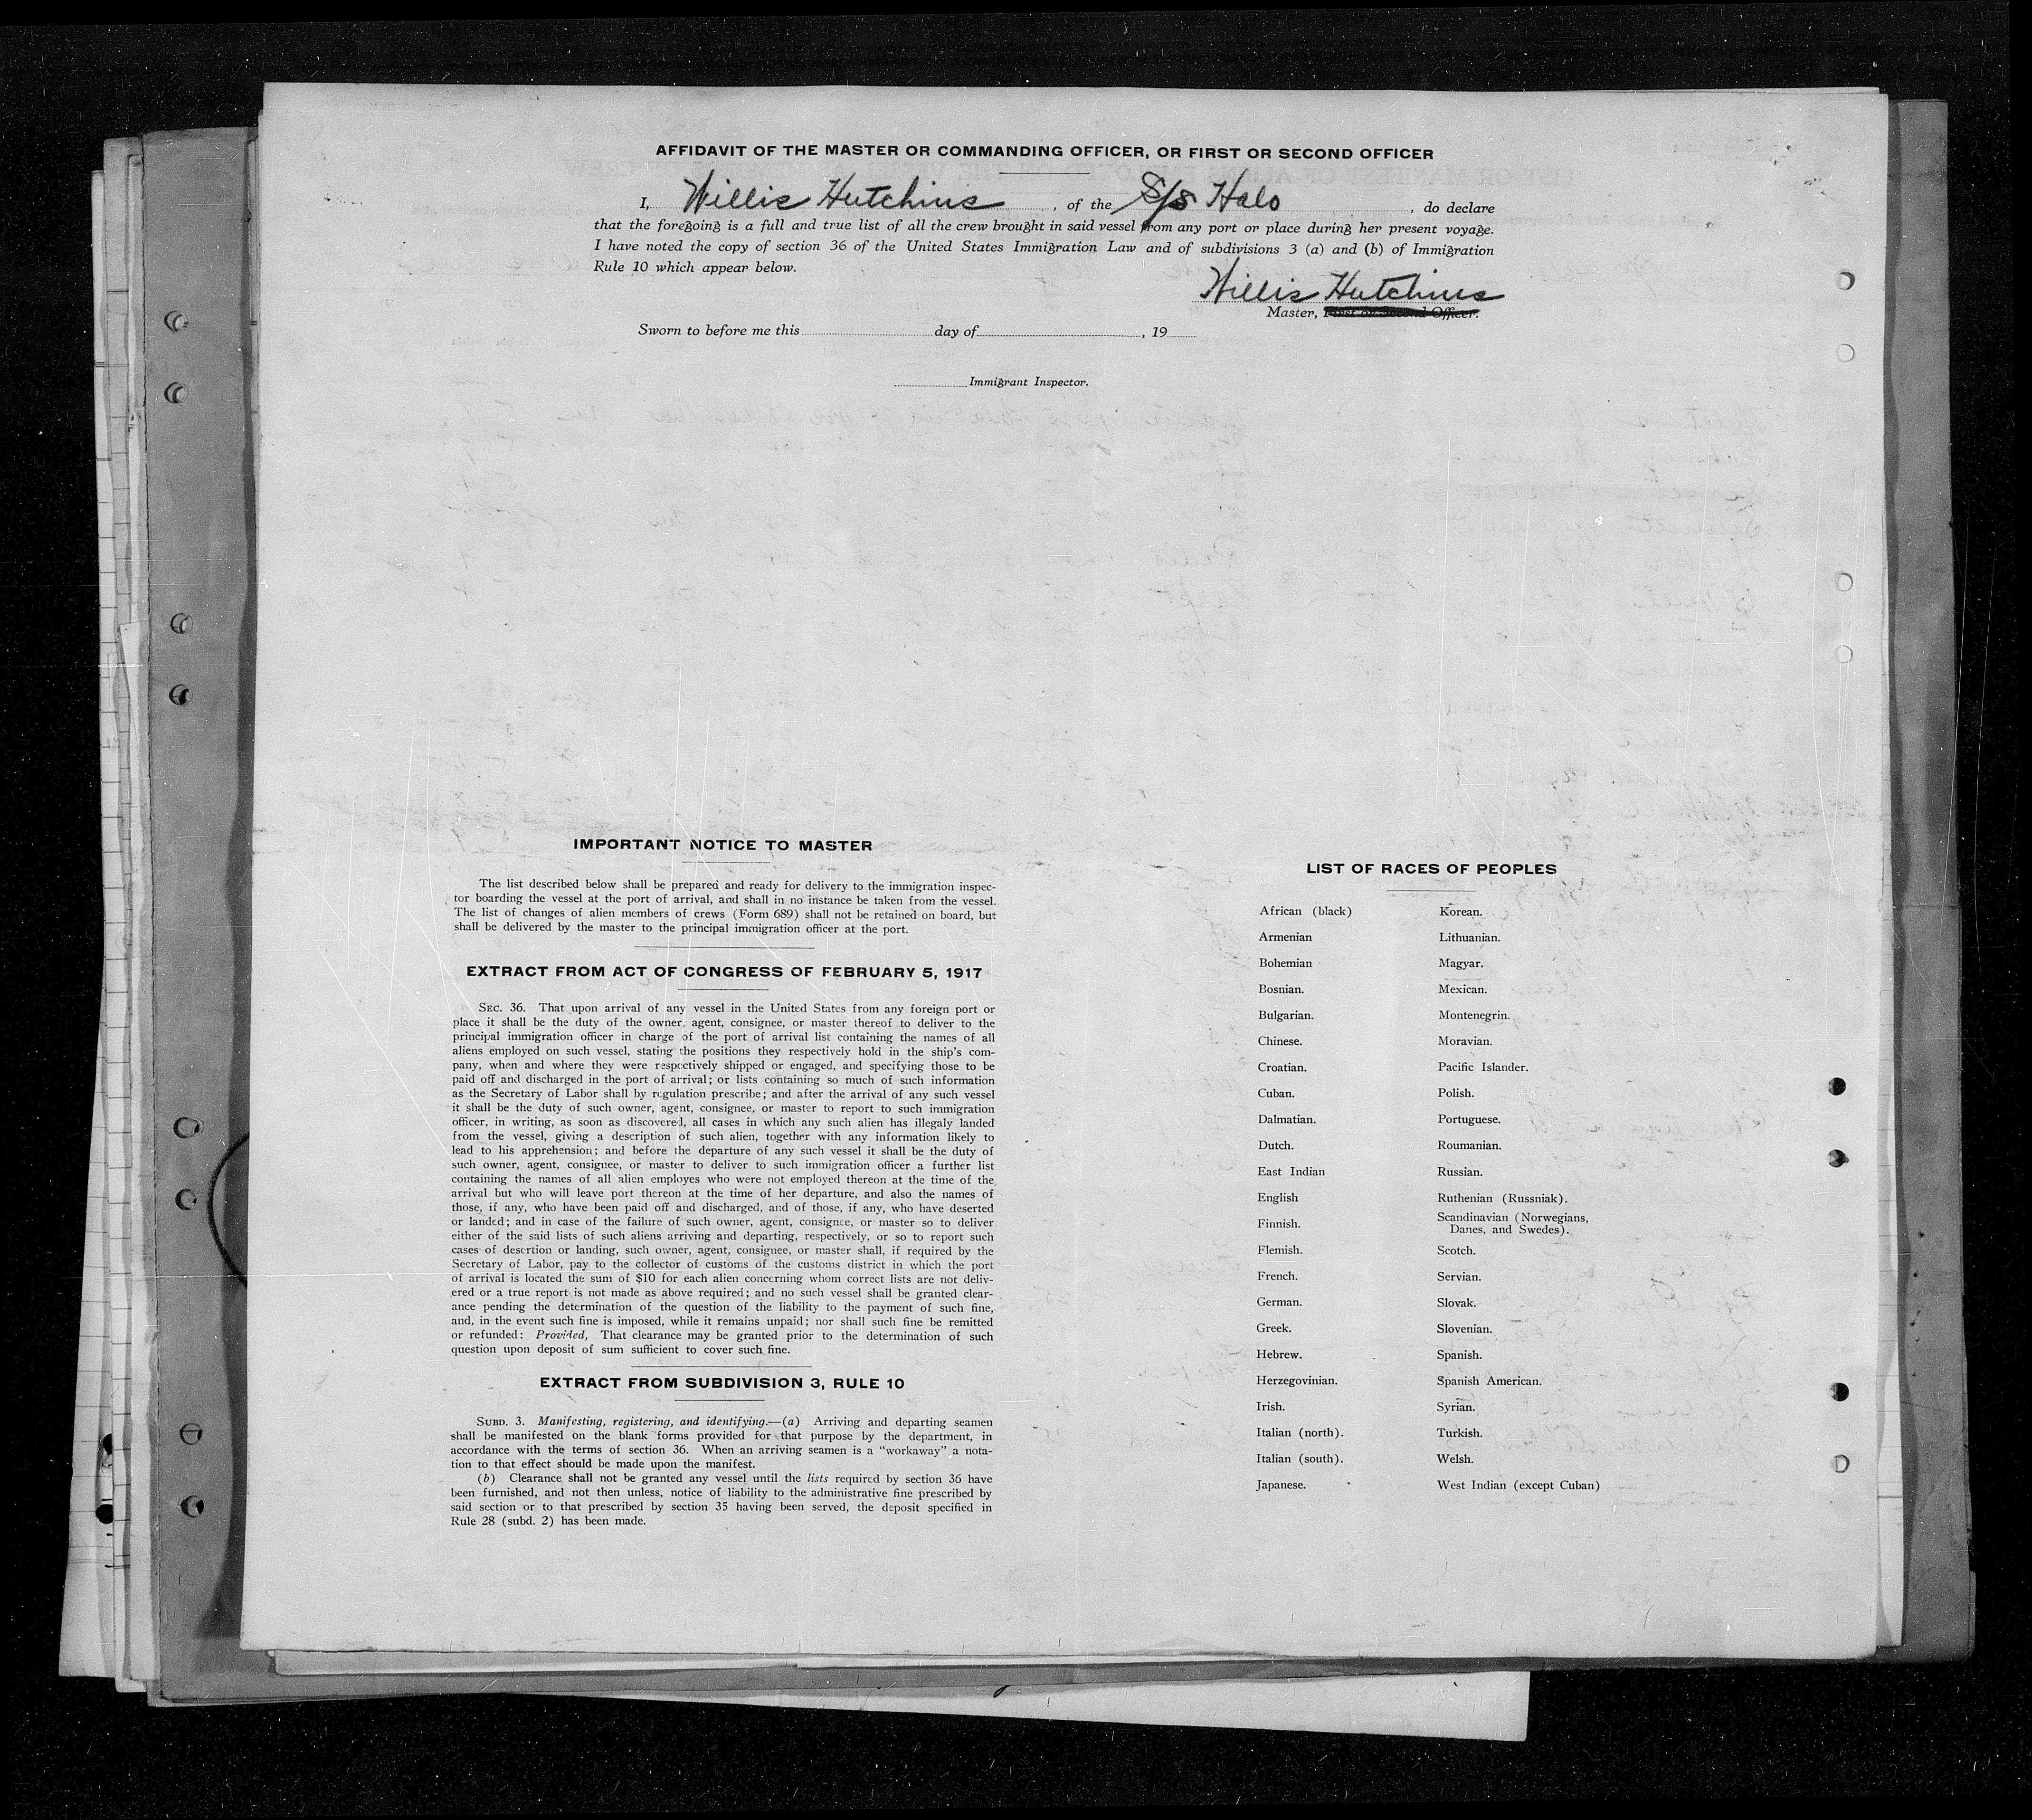 AFFIDAVIT OF THE MASTER OR COMMANDING OFFICER, OR FIRST OR SECOND OFFICER
I, Willis Hutchins, of the S/S Halo, do declare
that the foregoing is a full and true list of all the crew brought in said vessel from any port or place during her present voyage.
I have noted the copy of section 36 of the United States Immigration Law and of subdivisions 3 (a) and (b) of Immigration
Rule 10 which appear below.
Willis Hutchins
Master, First or Second Officer.
Sworn to before me this day of , 19
Immigrant Inspector.
IMPORTANT NOTICE TO MASTER
The list described below shall be prepared and ready for delivery to the immigration inspec-
tor boarding the vessel at the port of arrival, and shall in no instance be taken from the vessel.
The list of changes of alien members of crews (Form 689) shall not be retained on board, but
shall be delivered by the master to the principal immigration officer at the port.
EXTRACT FROM ACT OF CONGRESS OF FEBRUARY 5, 1917
SEC. 36. That upon arrival of any vessel in the United States from any foreign port or
place it shall be the duty of the owner, agent, consignee, or master thereof to deliver to the
principal immigration officer in charge of the port of arrival list containing the names of all
aliens employed on such vessel, stating the positions they respectively hold in the ship's com-
pany, when and where they were respectively shipped or engaged, and specifying those to be
paid off and discharged in the port of arrival; or lists containing so much of such information
as the Secretary of Labor shall by regulation prescribe; and after the arrival of any such vessel
it shall be the duty of such owner, agent, consignee, or master to report to such immigration
officer, in writing, as soon as discovered, all cases in which any such alien has illegaly landed
from the vessel, giving a description of such alien, together with any information likely to
lead to his apprehension; and before the departure of any such vessel it shall be the duty of
such owner, agent, consignee, or master to deliver to such immigration officer a further list
containing the names of all alien employes who were not employed thereon at the time of the
arrival but who will leave port thereon at the time of her departure, and also the names of
those, if any, who have been paid off and discharged, and of those, if any, who have deserted
or landed; and in case of the failure of such owner, agent, consignee, or master so to deliver
either of the said lists of such aliens arriving and departing, respectively, or so to report such
cases of desertion or landing, such owner, agent, consignee, or master shall, if required by the
Secretary of Labor, pay to the collector of customs of the customs district in which the port
of arrival is located the sum of $10 for each alien concerning whom correct lists are not deliv-
ered or a true report is not made as above required; and no such vessel shall be granted clear-
ance pending the determination of the question of the liability to the payment of such fine,
and, in the event such fine is imposed, while it remains unpaid; nor shall such fine be remitted
or refunded: Provided, That clearance may be granted prior to the determination of such
question upon deposit of sum sufficient to cover such fine.
EXTRACT FROM SUBDIVISION 3, RULE 10
SUBD. 3. Manifesting, registering, and identifying.—(a) Arriving and departing seamen
shall be manifested on the blank forms provided for that purpose by the department, in
accordance with the terms of section 36. When an arriving seamen is a "workaway" a nota-
tion to that effect should be made upon the manifest.
(b) Clearance shall not be granted any vessel until the lists required by section 36 have
been furnished, and not then unless, notice of liability to the administrative fine prescribed by
said section or to that prescribed by section 35 having been served, the deposit specified in
Rule 28 (subd. 2) has been made.
LIST OF RACES OF PEOPLES
African (black)
Armenian
Bohemian
Bosnian.
Bulgarian.
Chinese.
Croatian.
Cuban.
Dalmatian.
Dutch.
East Indian
English
Finnish.
Flemish.
French.
German.
Greek.
Hebrew.
Herzegovinian.
Irish.
Italian (north).
Italian (south).
Japanese.
Korean.
Lithuanian.
Magyar.
Mexican.
Montenegrin.
Moravian.
Pacific Islander.
Polish.
Portuguese.
Roumanian.
Russian.
Ruthenian (Russniak).
Scandinavian (Norwegians,
Danes, and Swedes).
Scotch.
Servian.
Slovak.
Slovenian.
Spanish.
Spanish American.
Syrian.
Turkish.
Welsh.
West Indian (except Cuban)